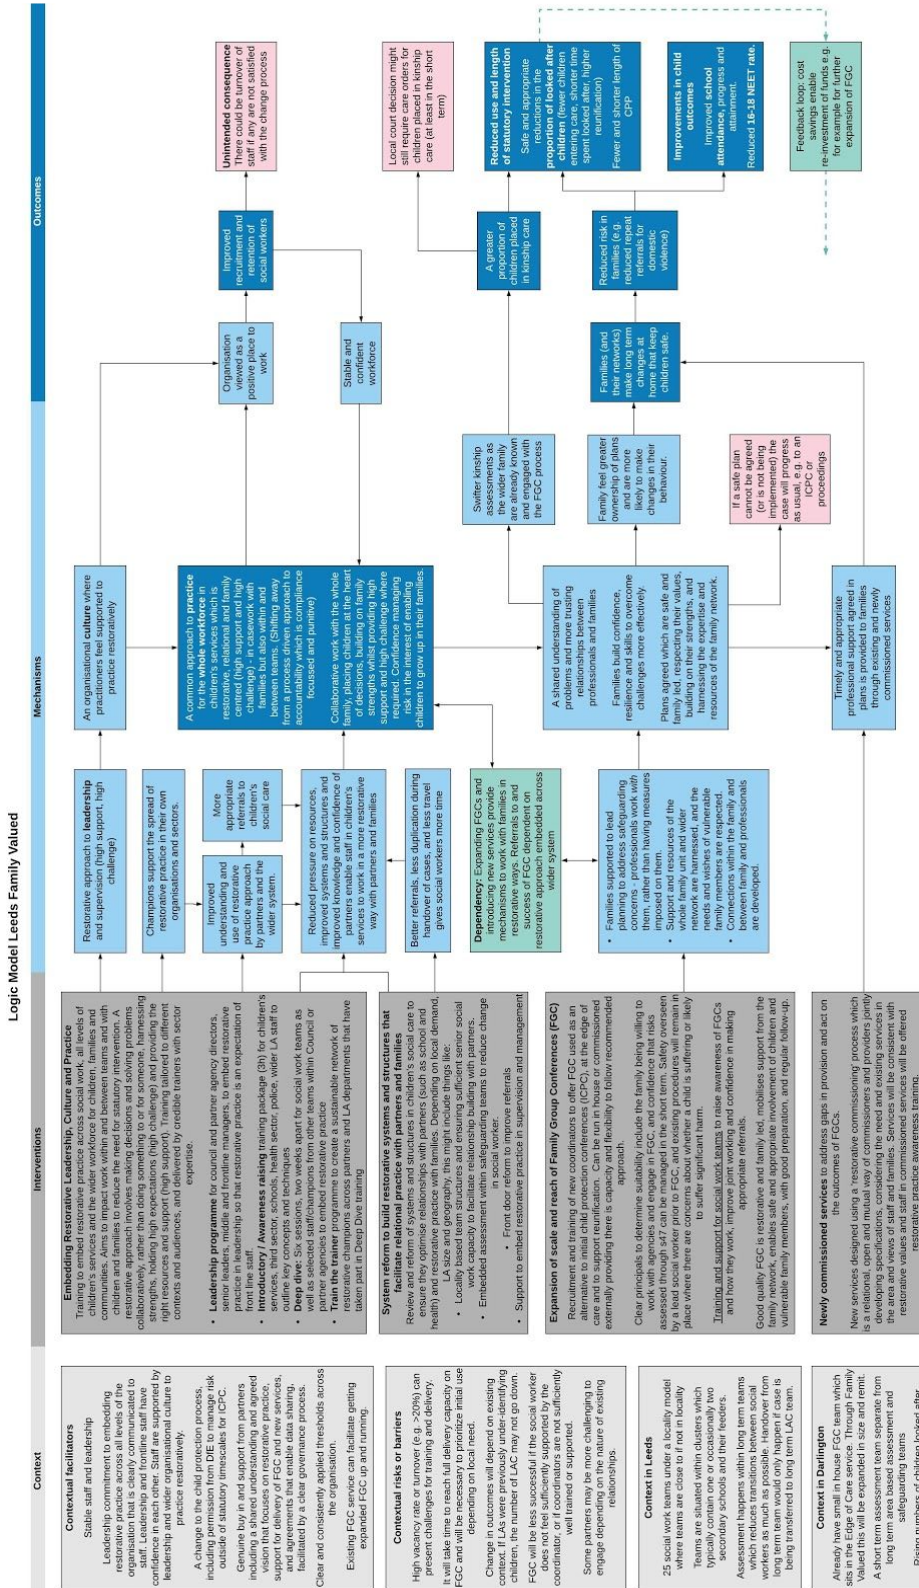 Logic Model Leeds Family Valued
Context
Interventions
Mechanisms
Outcomes
Contextual facilitators
Stable staff and leadership
Leadership commitment to embedding
restorative practice across all levels of the
organisation that is clearly communicated to
staff. Leadership and frontline staff have
confidence in each other. Staff are supported by
leadership and wider organisational culture to
practice restoratively.
A change to the child protection process,
including permission from DfE to manage risk
outside of statutory timescales for ICPC.
Genuine buy in and support from partners
including a shared understanding and agreed
vision that focuses on restorative practice,
support for delivery of FGC and new services,
and agreements that enable data sharing,
facilitated by a clear governance process.
Clear and consistently applied thresholds across
the organisation.
Existing FGC service can facilitate getting
expanded FGC up and running.
Contextual risks or barriers
High vacancy rate or turnover (e.g. >20%) can
present challenges for training and delivery.
It will take time to reach full delivery capacity on
FGC and will be necessary to prioritize initial use
depending on local need.
Change in outcomes will depend on existing
context. If LAs were previously under-identifying
children, the number of LAC may not go down.
FGC will be less successful if the social worker
does not feel sufficiently supported by the
coordinator, or if coordinators are not sufficiently
well trained or supported.
Some partners may be more challenging to
engage depending on the nature of existing
relationships.
Context in Leeds
25 social work teams under a locality model
where teams are close to if not in locality
Teams are situated within clusters which
typically contain one or occasionally two
secondary schools and their feeders.
Assessment happens within long term teams
which reduces transitions between social
workers as much as possible. Handover from
long term team would only happen if case is
being transferred to long term LAC team.
Context in Darlington
Already have small in house FGC team which
sits in the Edge of Care service. Through Family
Valued this will be expanded in size and remit.
A short term assessment team separate from
long term area based assessment and
safeguarding teams
Rising numbers of children looked after
Embedding Restorative Leadership, Culture and Practice
Training to embed restorative practice across social work, all levels of
children's services and the wider workforce for children, families and
communities. Aims to impact work within and between teams and with
children and families to reduce the need for statutory intervention. A
restorative approach involves making decisions and solving problems
collaboratively, rather than doing something to or for someone, harnessing
strengths, holding high expectations (high challenge) and providing the
right resources and support (high support). Training tailored to different
contexts and audiences, and delivered by credible trainers with sector
expertise.
• Leadership programme for council and partner agency directors,
senior leaders, middle and frontline managers, to embed restorative
practice in leadership so that restorative practice is an expectation of
front line staff
• Introductory / Awareness raising training package (3h) for children's
services, third sector, schools, health sector, police, wider LA staff to
outline key concepts and techniques
• Deep dive: Six sessions, two weeks apart for social work teams as
well as selected staff/champions from other teams within Council or
partner agencies to embed restorative practice
• Train the trainer programme to create a sustainable network of
restorative champions across partners and LA departments that have
taken part in Deep Dive training
System reform to build restorative systems and structures that
facilitate relational practice with partners and families
Review and reform of systems and structures in children's social care to
ensure they optimise relationships with partners (such as school and
health) and restorative practice with families. Depending on local demand,
LA size and geography, this might include:
• Locality based team structures and ensuring sufficient senior social
work capacity to facilitate relationship building with partners.
• Embedded assessment within safeguarding teams to reduce change
in social worker.
• Front door reform to improve referrals
• Support to embed restorative practice in supervision and management
Expansion of scale and reach of Family Group Conferences (FGC)
Recruitment and training of new coordinators to offer FGC used as an
alternative to initial child protection conference (ICPC), at the edge of
care and to support reunification. Can be run in house or commissioned
externally provided there is capacity and flexibility to follow recommended
approach.
Clear principals to determine suitability include the family being willing to
work with agencies and engage in FGC, and confidence that risks
assessed through s47 can be managed in the short term. Safety overseen
by a lead social worker prior to FGC, and existing procedures will remain in
place where there are concerns about whether a child is suffering or likely
to suffer significant harm.
Training and support for social workers to raise awareness of FGCs
and how they work, improve joint working and confidence in making
appropriate referrals.
Good quality FGC is restorative and family led, mobilises support from the
family network, enables safe and appropriate involvement of children and
vulnerable family members, with good preparation, and regular follow-up.
Newly commissioned services to address gaps in provision and act on
the outcomes of FGCs.
New services designed using a 'restorative commissioning' process which
is a relational, open and mutual way of commissioners and providers jointly
developing specifications, considering the need and existing services in
the area and views of staff and families. Services will be consistent with
restorative values and staff in commissioned services will be offered
restorative practice awareness training.
Restorative approach to leadership
and supervision (high support, high
challenge)
Champions support the spread of
restorative practice in their own
organisations and sectors.
Improved
understanding and
use of restorative
practice approach
by partners and the
wider system.
More
appropriate
referrals to
children's
social care
Reduced pressure on resources,
improved systems and structures and
improved knowledge and confidence of
partners enable staff in children's
services to work in a more restorative
way with partners and families
Better referrals, less duplication during
handover of cases, and less travel
gives social workers more time
Dependency: Expanding FGCs and
introducing new services provide
mechanisms to work with families in
restorative ways. Referrals to and
success of FGC dependent on
restorative approach embedded across
wider system
• Families supported to lead
planning to address safeguarding
concerns - professionals work with
them, rather than having measures
imposed on them.
• Support and resources of the
whole family unit and wider
network are harnessed, and the
needs and wishes of vulnerable
family members are respected.
• Connections within the family and
between family and professionals
are developed.
An organisational culture where
practitioners feel supported to
practice restoratively
A common approach to practice
for the whole workforce in
children's services which is
restorative, relational and family
centred (high support and high
challenge) - in casework with
families but also within and
between teams. (Shifting away
from a process driven approach to
accountability which is compliance
focussed and punitive)
Collaborative work with the whole
family, placing children at the heart
of decisions, building on family
strengths whilst providing high
support and high challenge where
required. Confidence managing
risk in the interest of enabling
children to grow up in their families.
A shared understanding of
problems and more trusting
relationships between
professionals and families
Families build confidence,
resilience and skills to overcome
challenges more effectively.
Plans agreed which are safe and
family led, respecting their values,
building on their strengths, and
harnessing the expertise and
resources of the family network.
Timely and appropriate
professional support agreed in
plans is provided to families
through existing and newly
commissioned services
Swifter kinship
assessments as
the wider family
are already known
and engaged with
the FGC process
Family feel greater
ownership of plans
and are more
likely to make
changes in their
behaviour.
If a safe plan
cannot be agreed
(or is not being
implemented) the
case will progress
as usual, e.g. to an
ICPC or
proceedings
Organisation
viewed as a
positive place to
work
Stable and
confident
workforce
Improved
recruitment and
retention of
social workers
Unintended consequence
There could be turnover of
staff if any are not satisfied
with the change process
Families (and
their networks)
make long term
changes at
home that keep
children safe.
A greater
proportion of
children placed
in kinship care
Reduced risk in
families (e.g.
reduced repeat
referrals for
domestic
violence)
Local court decision might
still require care orders for
children placed in kinship
care (at least in the short
term)
Reduced use and length
of statutory intervention
Safe and appropriate
reductions in the
proportion of looked after
children (fewer children
entering care, shorter time
spent looked after, higher
reunification)
Fewer and shorter length of
CPP
Improvements in child
outcomes
Improved school
attendance, progress and
attainment.
Reduced 16-18 NEET rate.
Feedback loop: cost
savings enable
re-investment of funds e.g.
for example for further
expansion of FGC